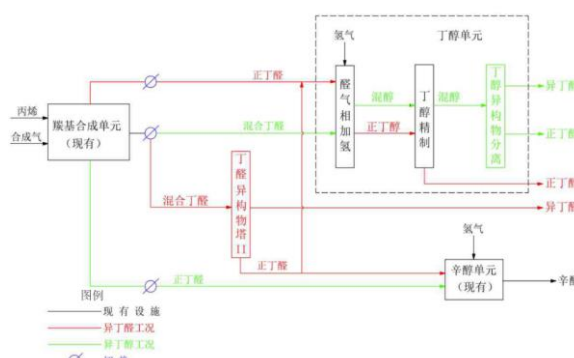 氢气
丁醇单元
正丁醛
丙烯
合成气
羰基合成单元
（现有）
混合丁醛
醛气相加氢
混醇
正丁醇
丁醇精制
混醇
丁醇异构物分离
异丁醇
正丁醇
正丁醇
混合丁醛
丁醛异构物塔II
异丁醛
正丁醛
氢气
正丁醛
辛醇单元
（现有）
辛醇
图例
现有设施
异丁醛工况
异丁醇工况